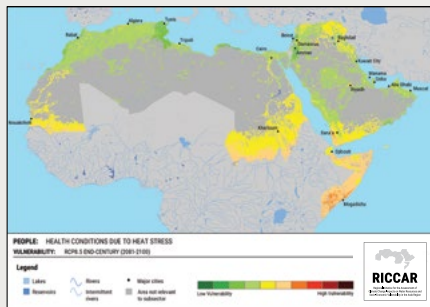 Algiers
Tunis
Rabat
Tripoli
Beirut
Damascus
Baghdad
Amman
Cairo
Kuwait City
Manama
Doha
Riyadh
Abu Dhabi
Muscat
Nouakchott
Khartoum
Sana'a
Djibouti
Mogadishu
PEOPLE: HEALTH CONDITIONS DUE TO HEAT STRESS
VULNERABILITY: RCP8.5 END-CENTURY (2081-2100)
Legend
Lakes
Rivers
Major cities
Reservoirs
Intermittent
rivers
Area not relevant
to subsector
Low Vulnerability
High Vulnerability
RICCAR